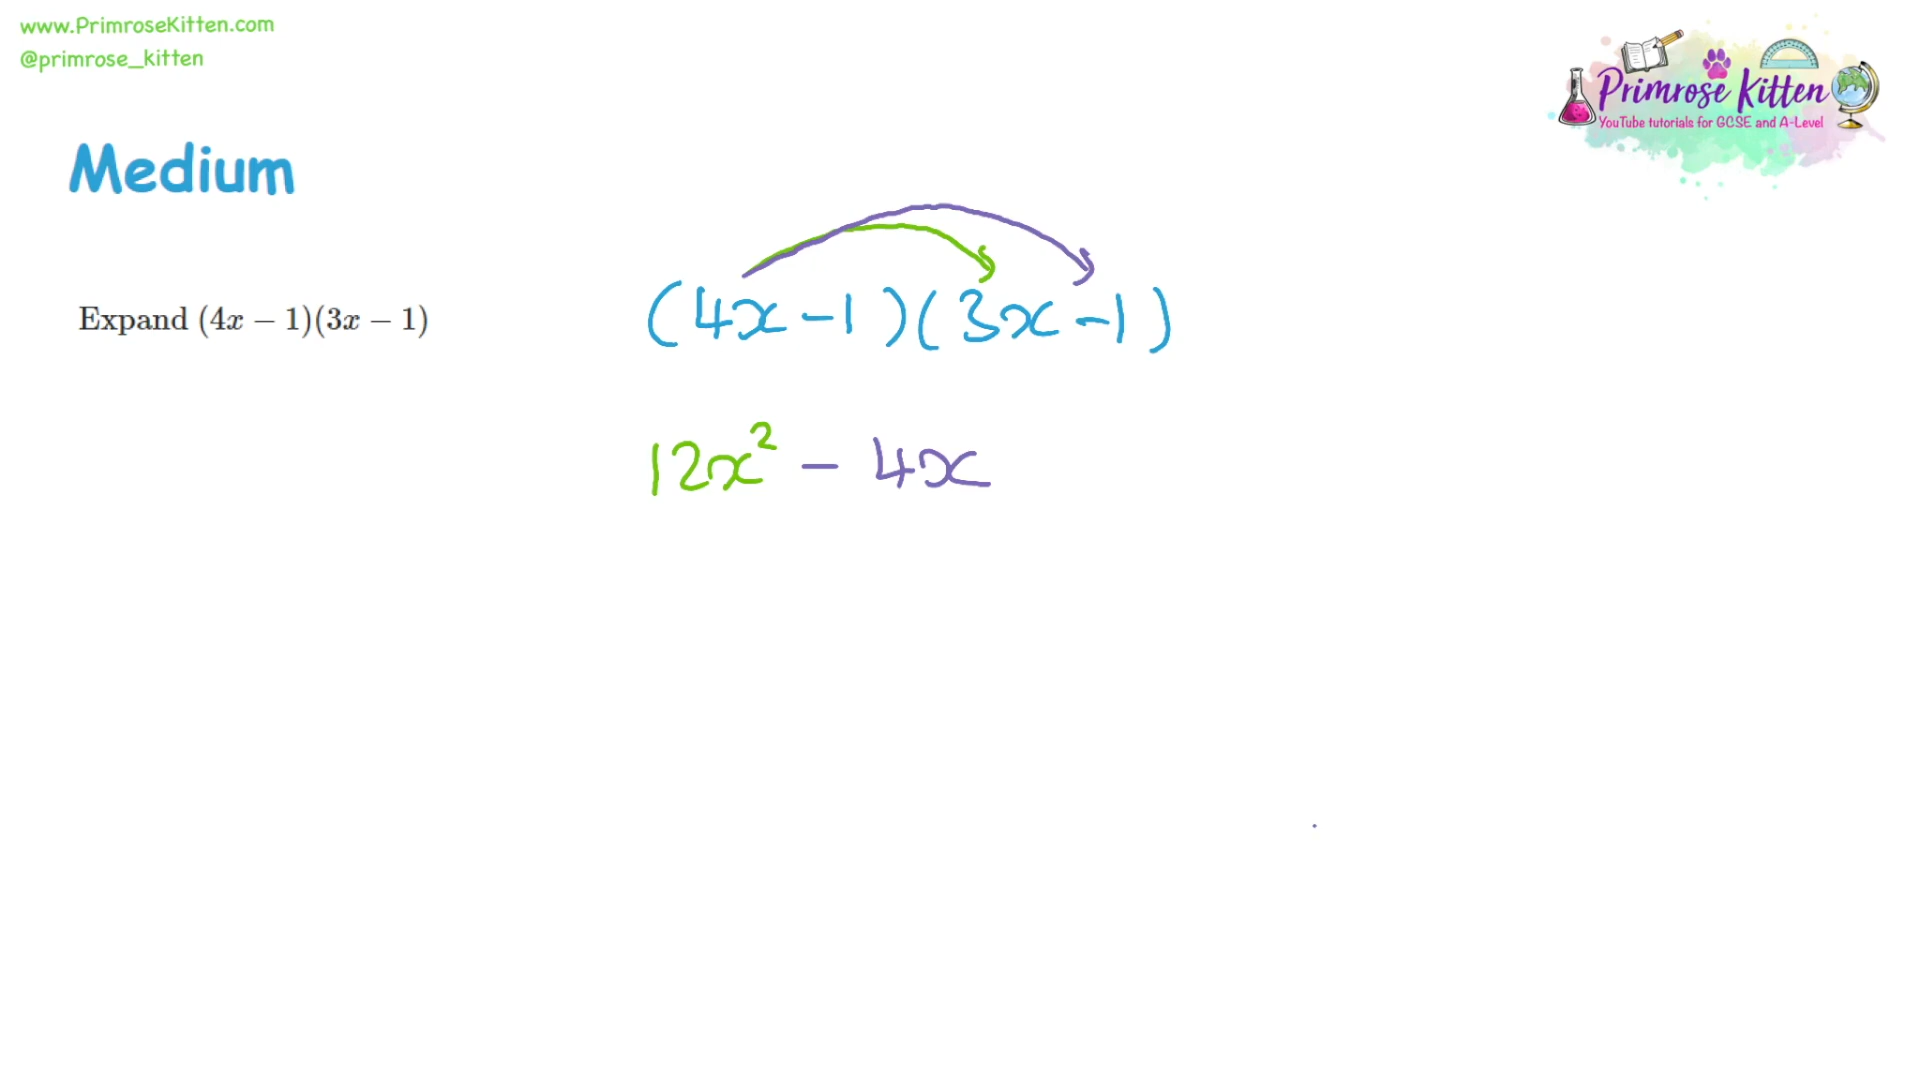 www.PrimroseKitten.com
@primrose_kitten
Primrose Kitten
YouTube tutorials for GCSE and A-Level
Medium
Expand (4x − 1)(3x − 1)
(4x − 1)(3x − 1)
12x² − 4x